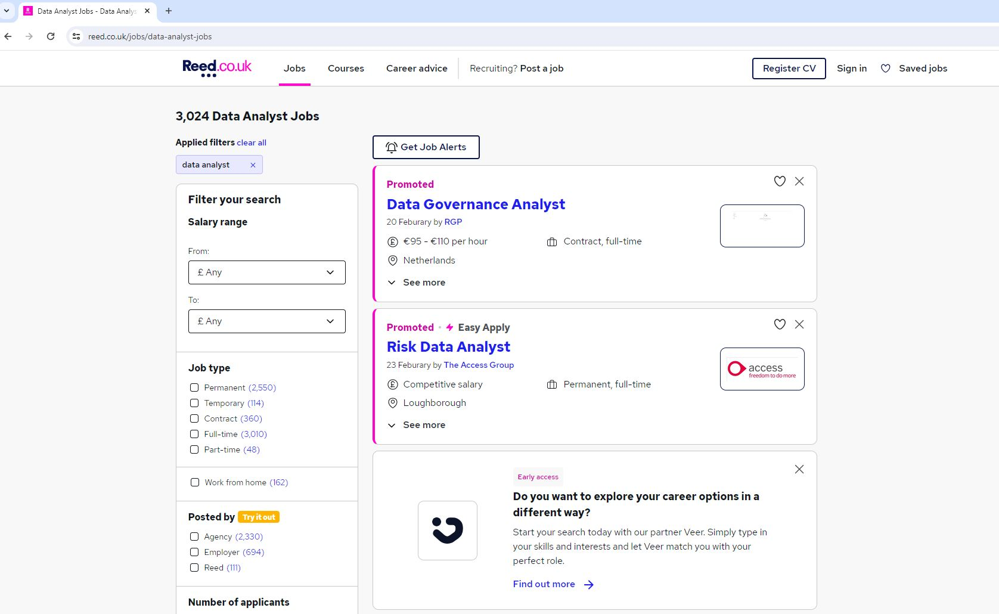 Data Analyst Jobs - Data Analys
reed.co.uk/jobs/data-analyst-jobs
Reed.co.uk
Jobs
Courses
Career advice
Recruiting? Post a job
Register CV
Sign in
Saved jobs
3,024 Data Analyst Jobs
Applied filters clear all
data analyst
Filter your search
Salary range
From:
£ Any
To:
£ Any
Job type
Permanent (2,550)
Temporary (114)
Contract (360)
Full-time (3,010)
Part-time (48)
Work from home (162)
Posted by Try it out
Agency (2,330)
Employer (694)
Reed (111)
Number of applicants
Get Job Alerts
Promoted
Data Governance Analyst
20 Feburary by RGP
€95 - €110 per hour
Contract, full-time
Netherlands
See more
Promoted • Easy Apply
Risk Data Analyst
23 Feburary by The Access Group
Competitive salary
Permanent, full-time
Loughborough
See more
access
freedom to do more
Early access
Do you want to explore your career options in a
different way?
Start your search today with our partner Veer. Simply type in
your skills and interests and let Veer match you with your
perfect role.
Find out more